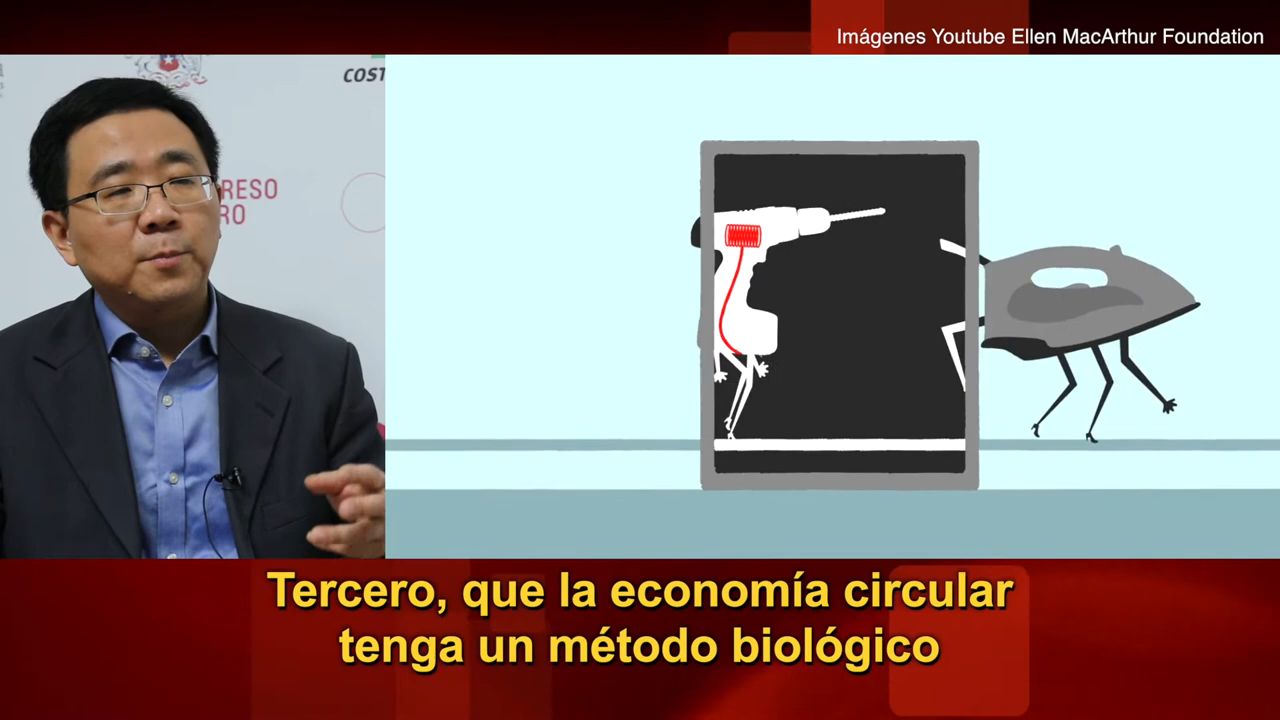 Imágenes Youtube Ellen MacArthur Foundation
COST
RESO
RO
Tercero, que la economía circular
tenga un método biológico